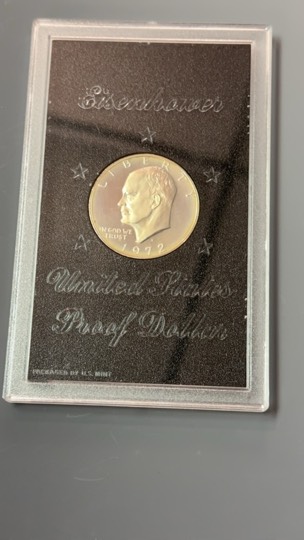 Eisenhower
LIBERTY
IN GOD WE
TRUST
1972
United States
Proof Dollar
PACKAGED BY U.S. MINT